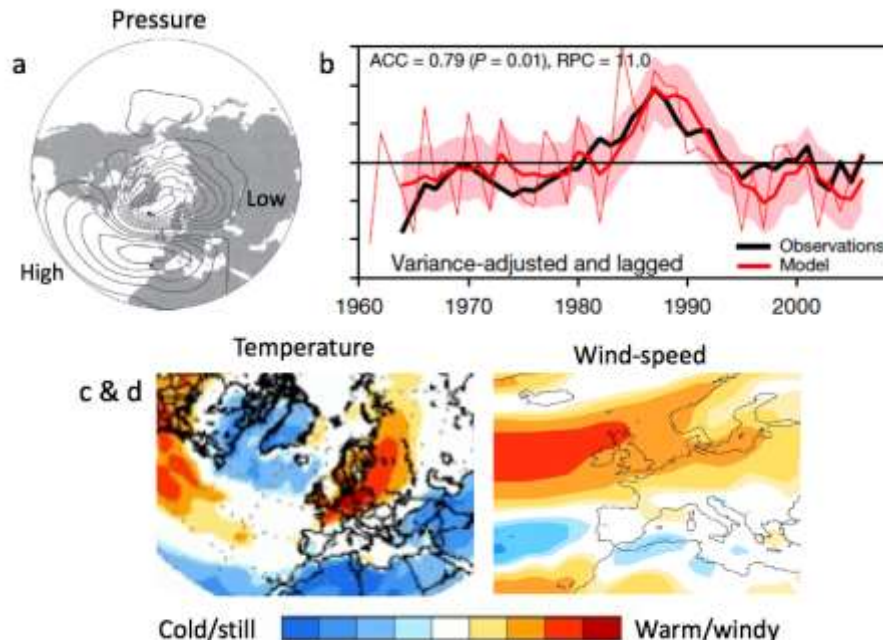 Pressure
a
Low
High
b
ACC = 0.79 (P = 0.01), RPC = 11.0
Observations
Model
Variance-adjusted and lagged
1960
1970
1980
1990
2000
Temperature
Wind-speed
c & d
Cold/still
Warm/windy